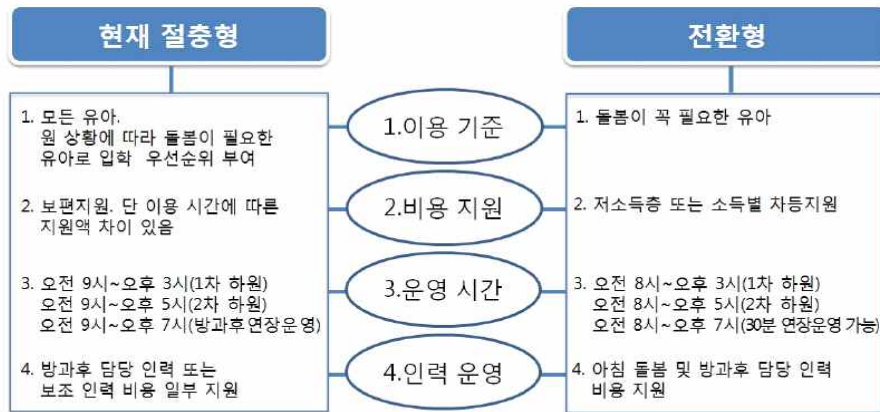 현재 절충형
전환형
1. 모든 유아.
원 상황에 따라 돌봄이 필요한
유아로 입학 우선순위 부여
1.이용 기준
1. 돌봄이 꼭 필요한 유아
2. 보편지원. 단 이용 시간에 따른
지원액 차이 있음
2.비용 지원
2. 저소득층 또는 소득별 차등지원
3. 오전 9시~오후 3시(1차 하원)
오전 9시~오후 5시(2차 하원)
오전 9시~오후 7시(방과후연장운영)
3.운영 시간
3. 오전 8시~오후 3시(1차 하원)
오전 8시~오후 5시(2차 하원)
오전 8시~오후 7시(30분 연장운영 가능)
4. 방과후 담당 인력 또는
보조 인력 비용 일부 지원
4.인력 운영
4. 아침 돌봄 및 방과후 담당 인력
비용 지원